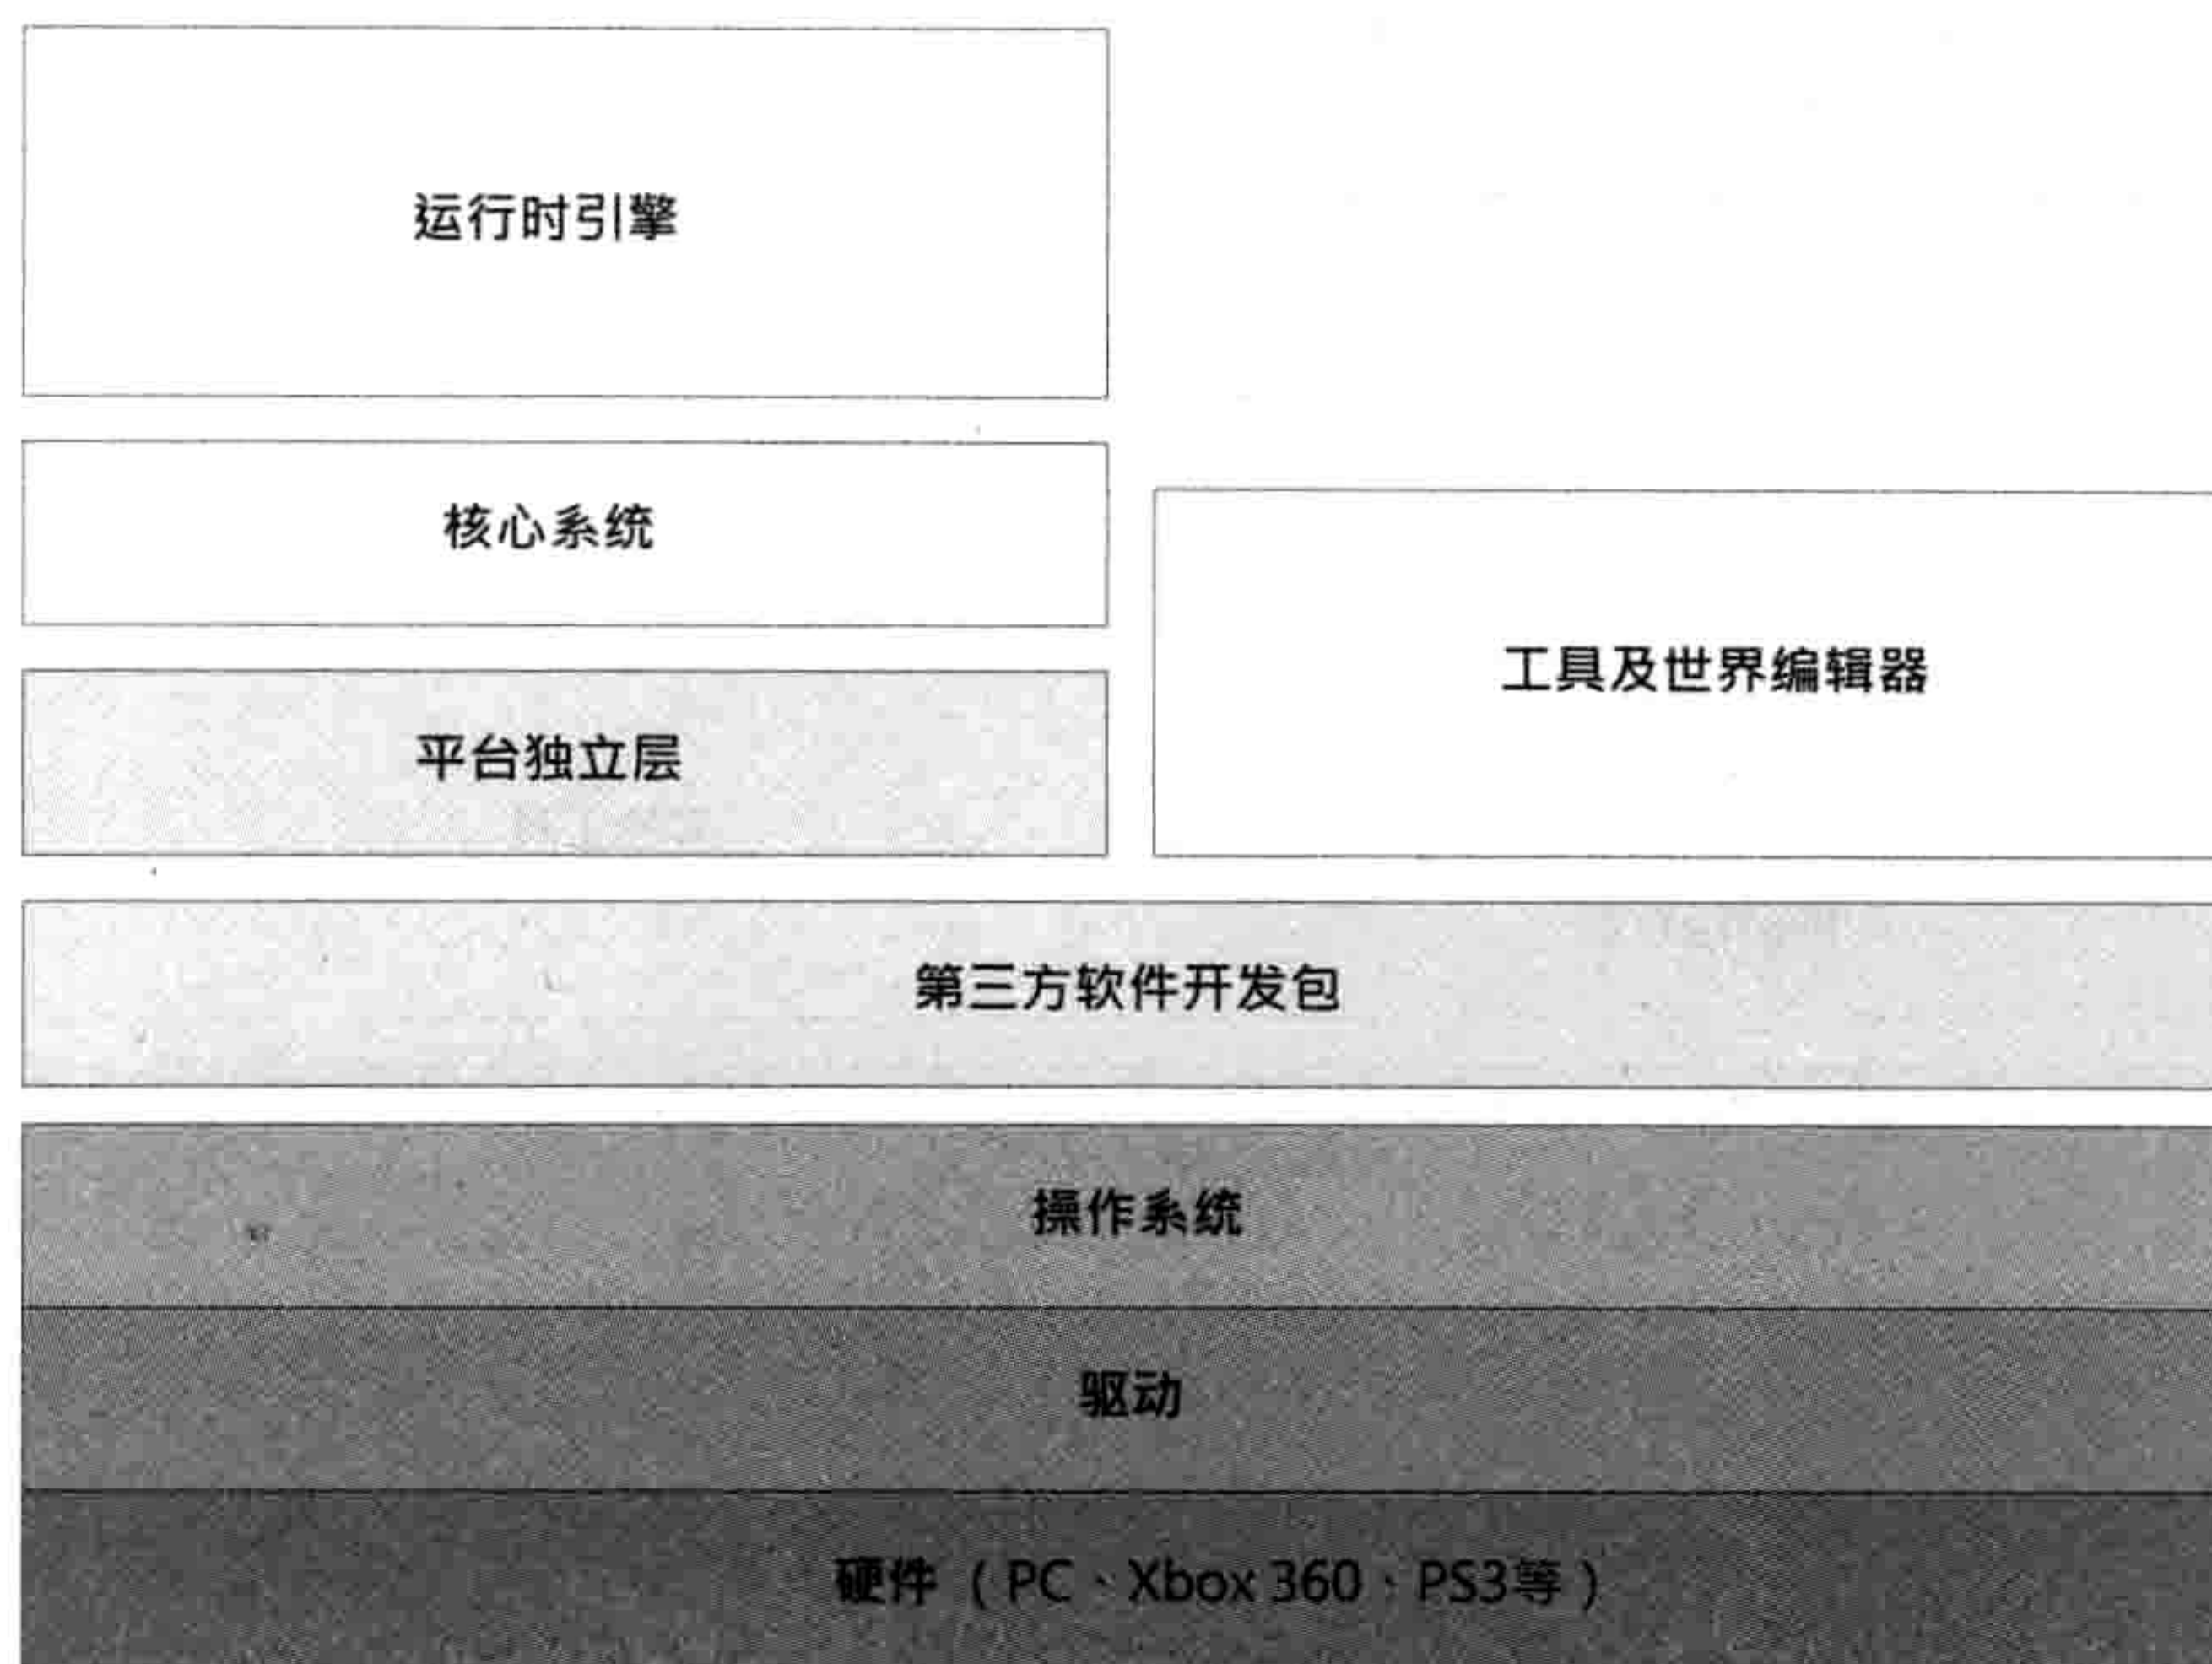 运行时引擎
核心系统
工具及世界编辑器
平台独立层
第三方软件开发包
操作系统
驱动
硬件（PC、Xbox 360、PS3等）